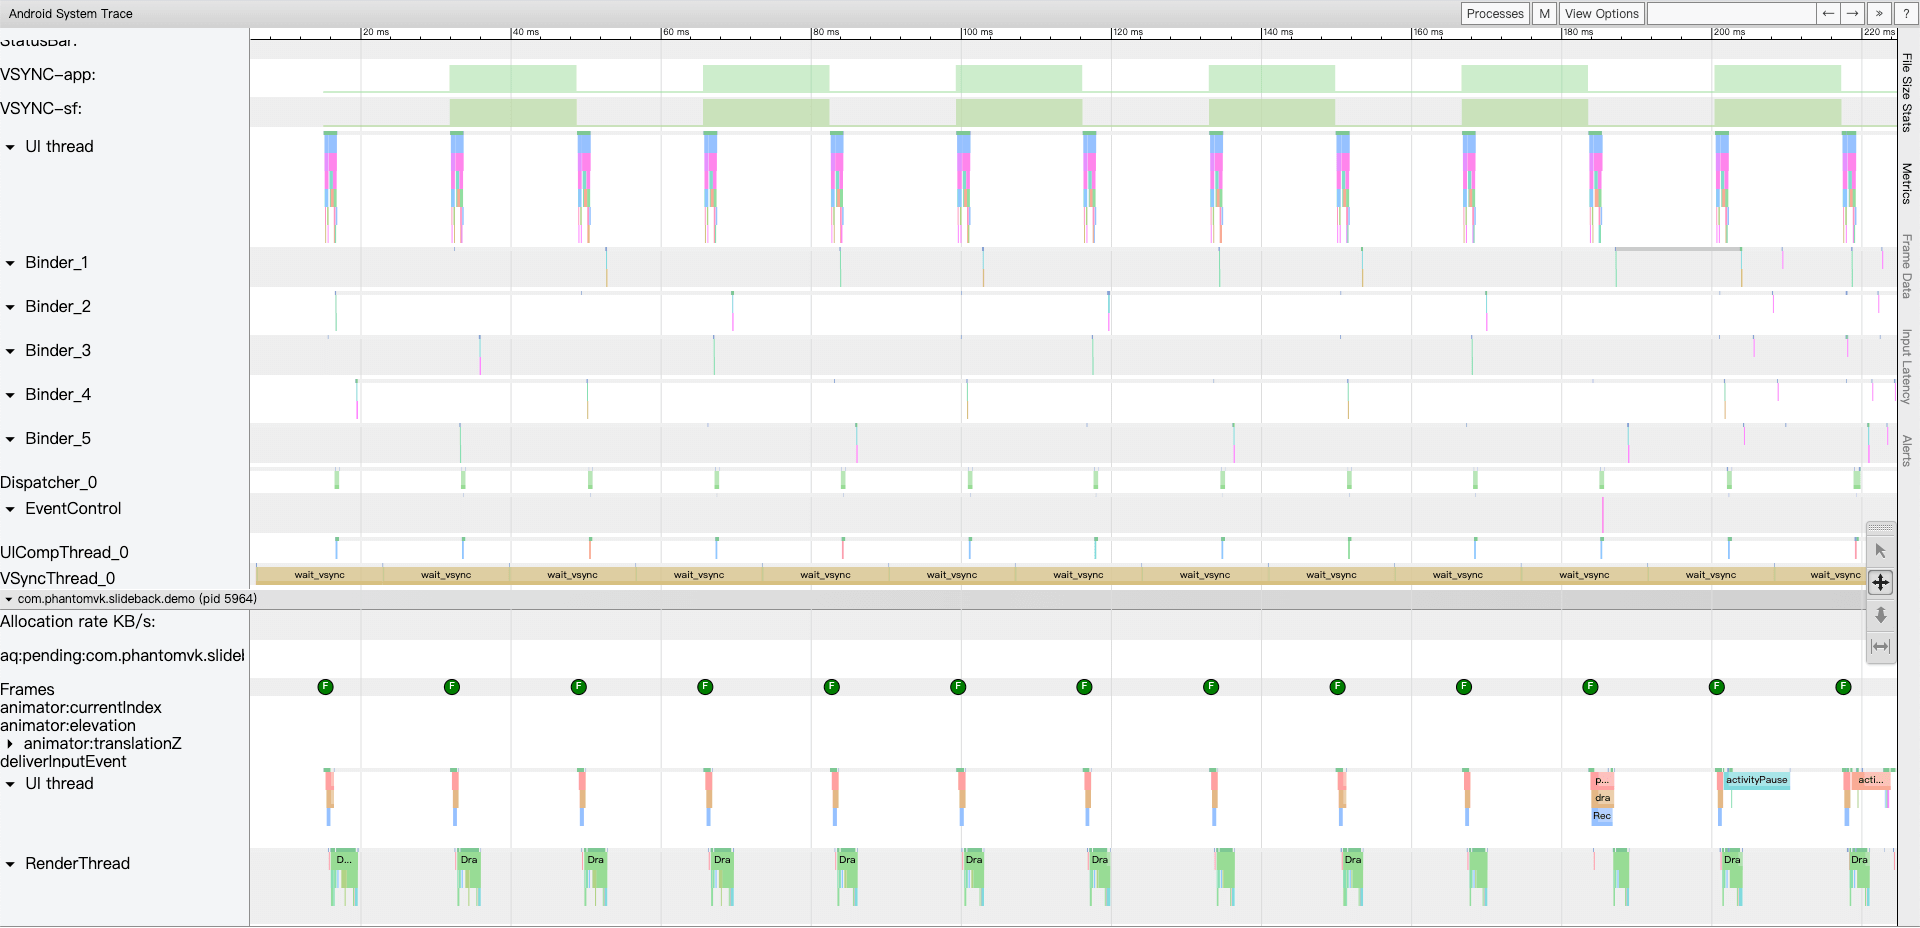 Android System Trace
Processes M View Options ← → » ?
20 ms 40 ms 60 ms 80 ms 100 ms 120 ms 140 ms 160 ms 180 ms 200 ms 220 ms
StatusBar:
VSYNC-app:
VSYNC-sf:
UI thread
Binder_1
Binder_2
Binder_3
Binder_4
Binder_5
Dispatcher_0
EventControl
UICompThread_0
VSyncThread_0
wait_vsync wait_vsync wait_vsync wait_vsync wait_vsync wait_vsync wait_vsync wait_vsync wait_vsync wait_vsync wait_vsync wait_vsync wait_vsync
com.phantomvk.slideback.demo (pid 5964)
Allocation rate KB/s:
aq:pending:com.phantomvk.slidel
Frames
F F F F F F F F F F F F F
animator:currentIndex
animator:elevation
animator:translationZ
deliverInputEvent
UI thread
p... activityPause acti...
dra
Rec
RenderThread
D... Dra Dra Dra Dra Dra Dra Dra Dra Dra
File Size Stats
Metrics
Frame Data
Input Latency
Alerts